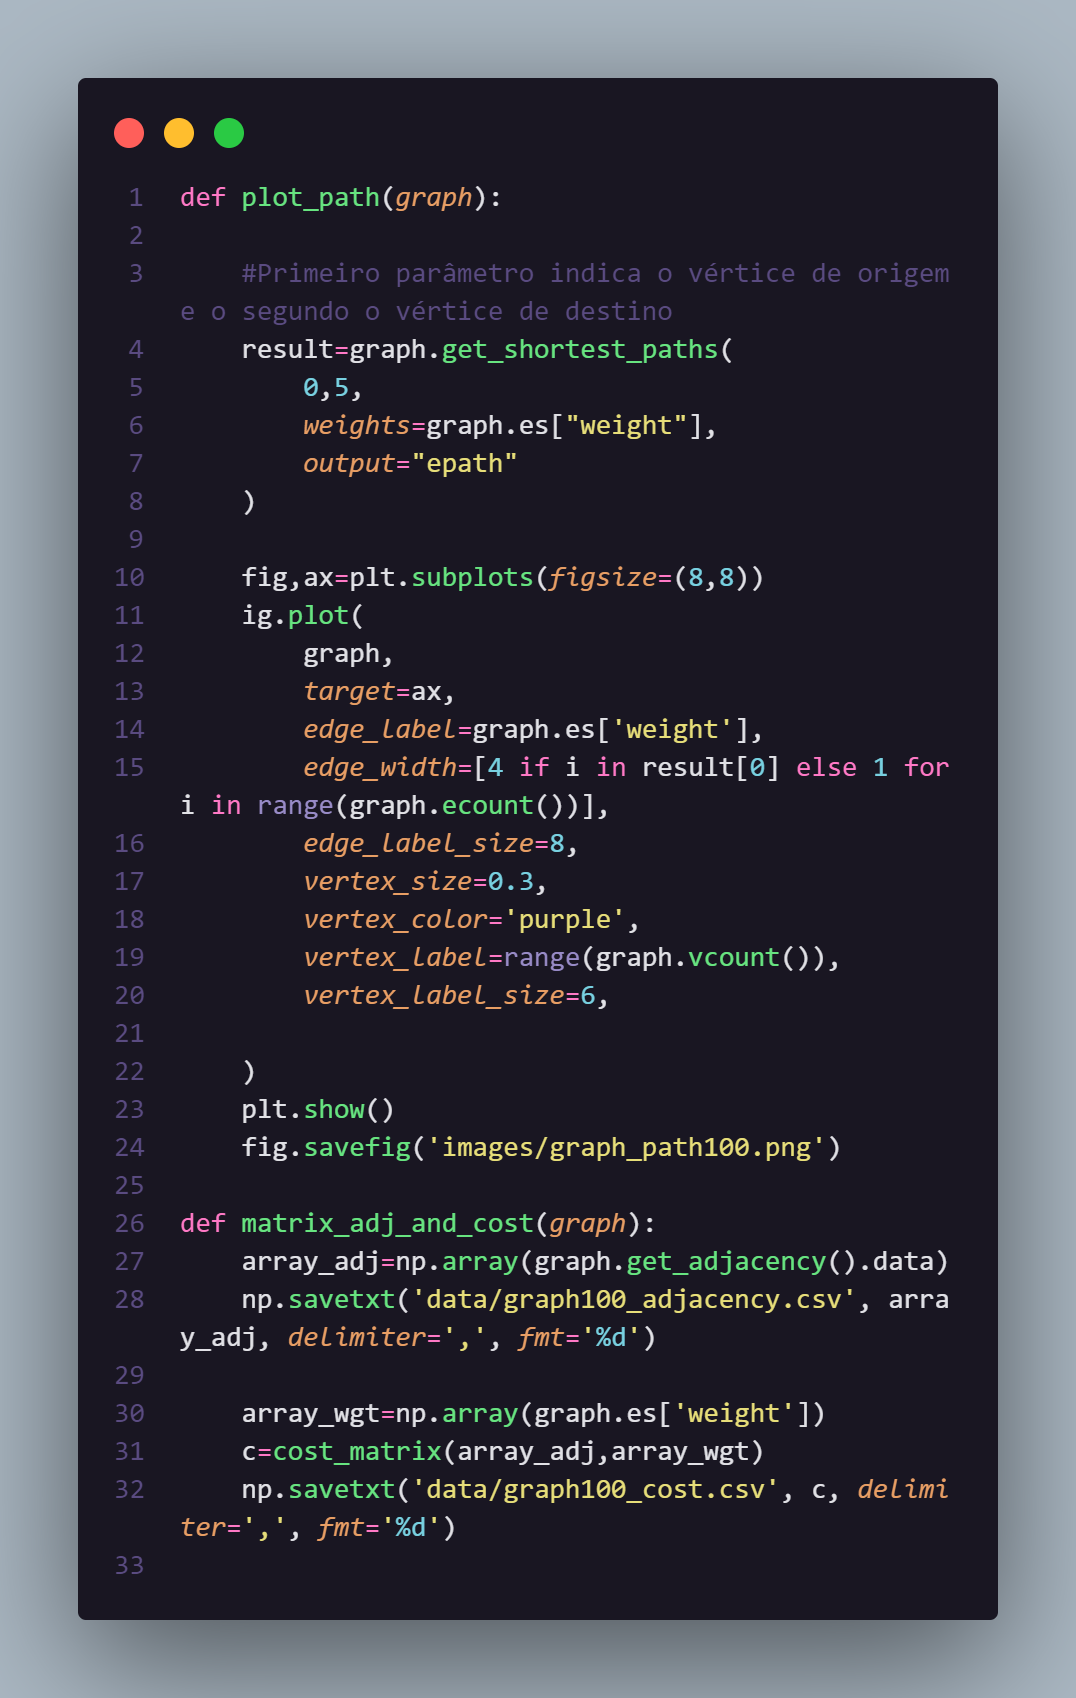 1 def plot_path(graph):
2
3     #Primeiro parâmetro indica o vértice de origem
e o segundo o vértice de destino
4     result=graph.get_shortest_paths(
5         0,5,
6         weights=graph.es["weight"],
7         output="epath"
8     )
9
10     fig,ax=plt.subplots(figsize=(8,8))
11     ig.plot(
12         graph,
13         target=ax,
14         edge_label=graph.es['weight'],
15         edge_width=[4 if i in result[0] else 1 for
i in range(graph.ecount())],
16         edge_label_size=8,
17         vertex_size=0.3,
18         vertex_color='purple',
19         vertex_label=range(graph.vcount()),
20         vertex_label_size=6,
21
22     )
23     plt.show()
24     fig.savefig('images/graph_path100.png')
25
26 def matrix_adj_and_cost(graph):
27     array_adj=np.array(graph.get_adjacency().data)
28     np.savetxt('data/graph100_adjacency.csv', arra
y_adj, delimiter=',', fmt='%d')
29
30     array_wgt=np.array(graph.es['weight'])
31     c=cost_matrix(array_adj,array_wgt)
32     np.savetxt('data/graph100_cost.csv', c, delimi
ter=',', fmt='%d')
33